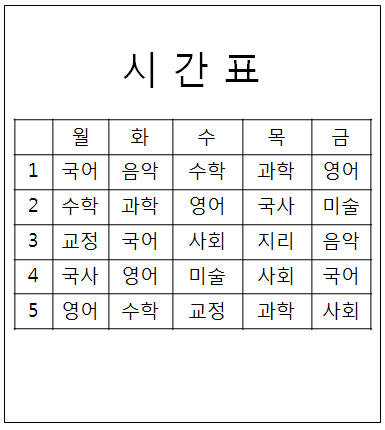 시 간 표
월 화 수 목 금
1 국어 음악 수학 과학 영어
2 수학 과학 영어 국사 미술
3 교정 국어 사회 지리 음악
4 국사 영어 미술 사회 국어
5 영어 수학 교정 과학 사회